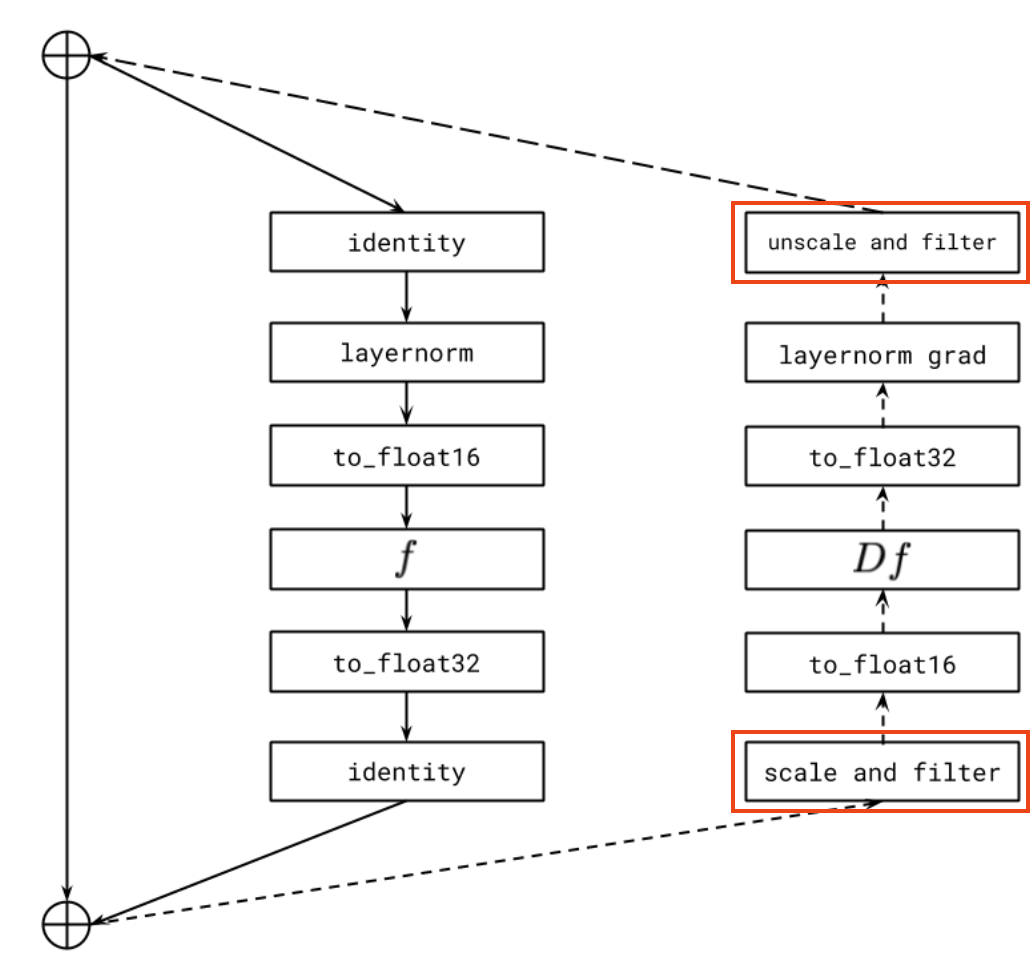 identity
layernorm
to_float16
f
to_float32
identity
unscale and filter
layernorm grad
to_float32
Df
to_float16
scale and filter